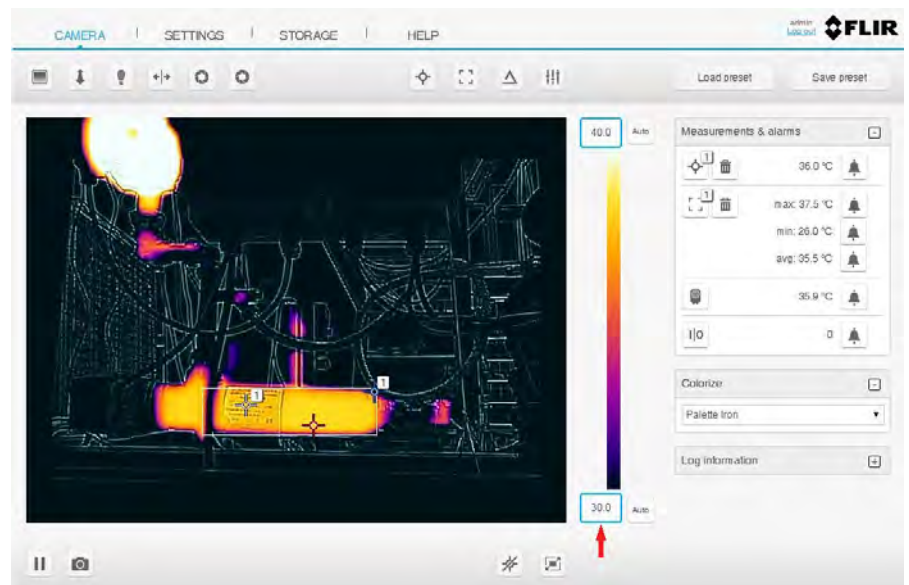 CAMERA SETTINGS STORAGE HELP
admin
Log out
FLIR
Load preset Save preset
40.0 Auto
Measurements & alarms
1 36.0 °C
1 max: 37.5 °C
min: 26.0 °C
avg: 35.5 °C
35.9 °C
I|O 0
1
1
Colorize
Palette Iron
Log information
30.0 Auto